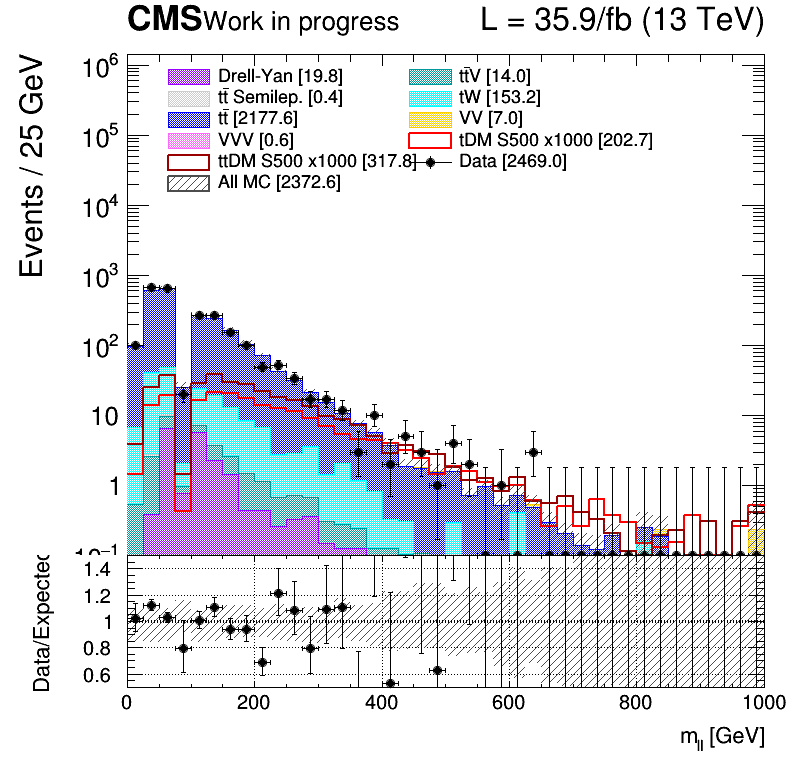 CMS Work in progress L = 35.9/fb (13 TeV)
Events / 25 GeV
10⁶
10⁵
10⁴
10³
10²
10
1
10⁻¹
Drell-Yan [19.8] tt̄V [14.0]
tt̄ Semilep. [0.4] tW [153.2]
tt̄ [2177.6] VV [7.0]
VVV [0.6] tDM S500 x1000 [202.7]
ttDM S500 x1000 [317.8] Data [2469.0]
All MC [2372.6]
Data/Expected
1.4
1.2
1
0.8
0.6
0 200 400 600 800 1000
m_ll [GeV]